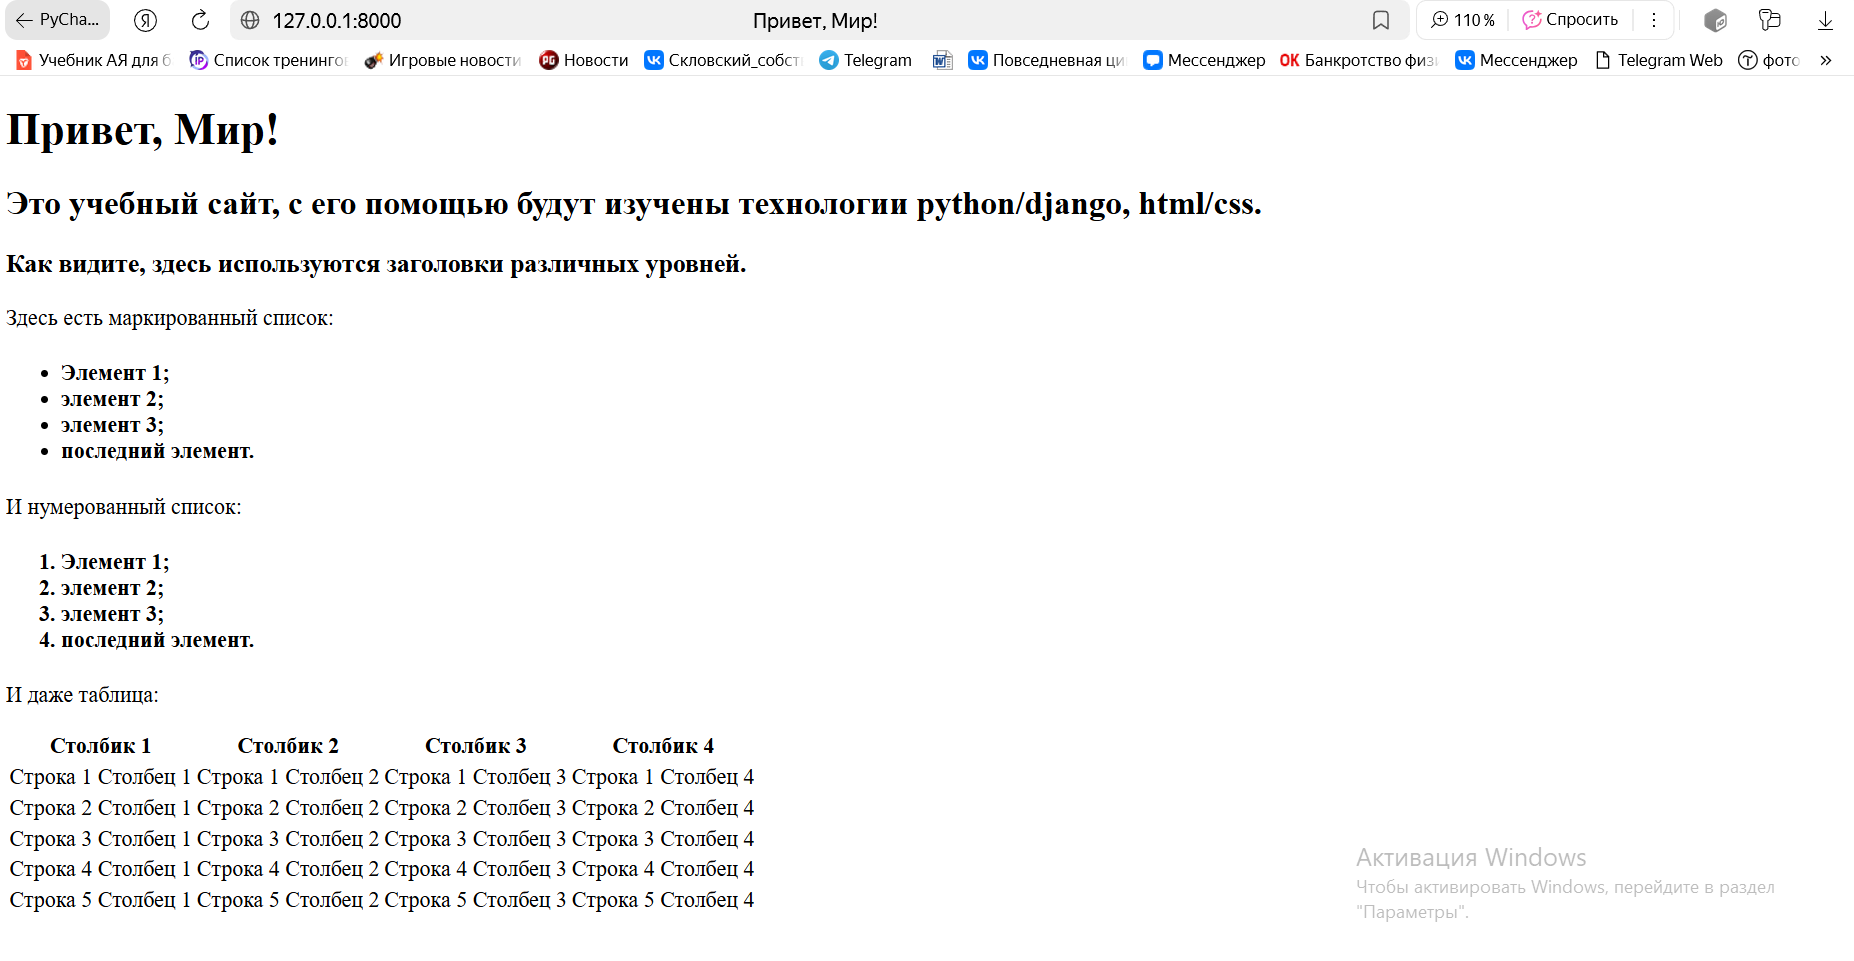 PyCha...
127.0.0.1:8000
Привет, Мир!
110 %
Спросить
Учебник АЯ для б
Список тренинго
Игровые новости
Новости
Скловский_собст
Telegram
Повседневная ци
Мессенджер
Банкротство физи
Мессенджер
Telegram Web
фото
Привет, Мир!
Это учебный сайт, с его помощью будут изучены технологии python/django, html/css.
Как видите, здесь используются заголовки различных уровней.
Здесь есть маркированный список:
• Элемент 1;
• элемент 2;
• элемент 3;
• последний элемент.
И нумерованный список:
1. Элемент 1;
2. элемент 2;
3. элемент 3;
4. последний элемент.
И даже таблица:
Столбик 1 Столбик 2 Столбик 3 Столбик 4
Строка 1 Столбец 1 Строка 1 Столбец 2 Строка 1 Столбец 3 Строка 1 Столбец 4
Строка 2 Столбец 1 Строка 2 Столбец 2 Строка 2 Столбец 3 Строка 2 Столбец 4
Строка 3 Столбец 1 Строка 3 Столбец 2 Строка 3 Столбец 3 Строка 3 Столбец 4
Строка 4 Столбец 1 Строка 4 Столбец 2 Строка 4 Столбец 3 Строка 4 Столбец 4
Строка 5 Столбец 1 Строка 5 Столбец 2 Строка 5 Столбец 3 Строка 5 Столбец 4
Активация Windows
Чтобы активировать Windows, перейдите в раздел
"Параметры".